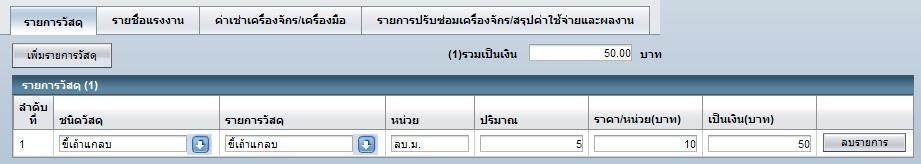 รายการวัสดุ รายชื่อแรงงาน ค่าเช่าเครื่องจักร/เครื่องมือ รายการปรับซ่อมเครื่องจักร/สรุปค่าใช้จ่ายและผลงาน
เพิ่มรายการวัสดุ (1)รวมเป็นเงิน 50.00 บาท
รายการวัสดุ (1)
ลำดับที่ ชนิดวัสดุ รายการวัสดุ หน่วย ปริมาณ ราคา/หน่วย(บาท) เป็นเงิน(บาท)
1 ขี้เถ้าแกลบ ขี้เถ้าแกลบ ลบ.ม. 5 10 50 ลบรายการ